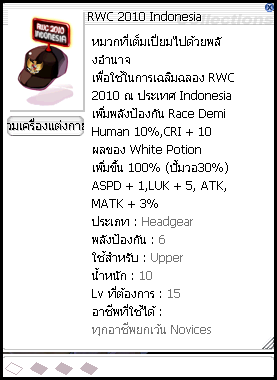 RWC 2010 Indonesia
RWC 2010
INDONESIA
หมวกที่เต็มเปี่ยมไปด้วยพลั
งอำนาจ
เพื่อใช้ในการเฉลิมฉลอง RWC
2010 ณ ประเทศ Indonesia
เพิ่มพลังป้องกัน Race Demi
Human 10%,CRI + 10
ผลของ White Potion
เพิ่มขึ้น 100% (ปั้มวอ30%)
ASPD + 1,LUK + 5, ATK,
MATK + 3%
ประเภท : Headgear
พลังป้องกัน : 6
ใช้สำหรับ : Upper
น้ำหนัก : 10
Lv ที่ต้องการ : 15
อาชีพที่ใช้ได้ :
ทุกอาชีพยกเว้น Novices
วมเครื่องแต่งกาย